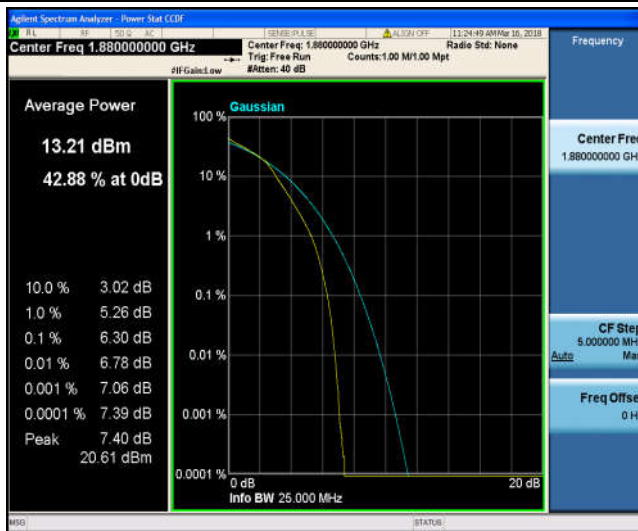 Agilent Spectrum Analyzer - Power Stat CCDF
RL RF 50 Ω AC SENSE:PULSE ALIGN OFF 11:24:49 AM Mar 16, 2018
Center Freq 1.880000000 GHz Center Freq: 1.880000000 GHz Radio Std: None
Trig: Free Run Counts:1.00 M/1.00 Mpt
#IFGain:Low #Atten: 40 dB
Frequency
Average Power
13.21 dBm
42.88 % at 0dB
10.0 % 3.02 dB
1.0 % 5.26 dB
0.1 % 6.30 dB
0.01 % 6.78 dB
0.001 % 7.06 dB
0.0001 % 7.39 dB
Peak 7.40 dB
20.61 dBm
Gaussian
100 %
10 %
1 %
0.1 %
0.01 %
0.001 %
0.0001 %
0 dB 20 dB
Info BW 25.000 MHz
Center Fre
1.880000000 GH
CF Step
5.000000 MH
Auto Ma
Freq Offse
0 H
MSG STATUS